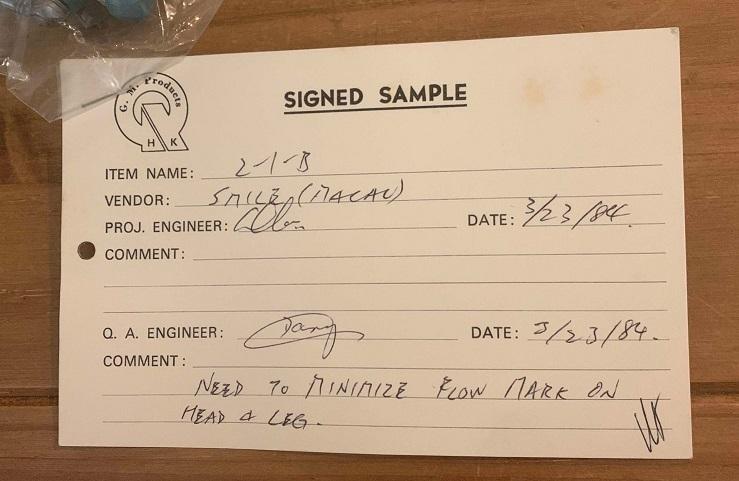 G. M. Products
H K
SIGNED SAMPLE
ITEM NAME: 2-1-B
VENDOR: SMILE (MACAU)
PROJ. ENGINEER: DATE: 3/23/84.
COMMENT:
Q. A. ENGINEER: DATE: 3/23/84.
COMMENT:
NEED TO MINIMIZE FLOW MARK ON
HEAD & LEG.